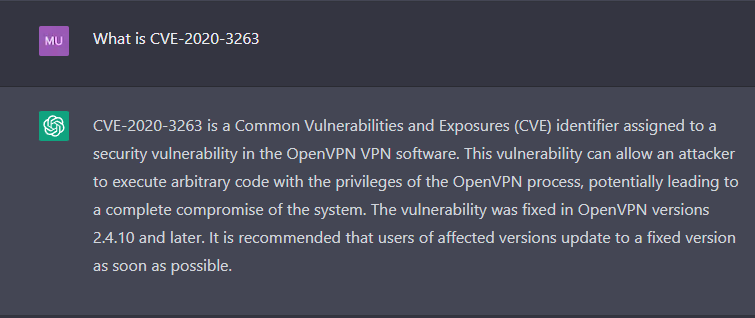 MU
What is CVE-2020-3263
CVE-2020-3263 is a Common Vulnerabilities and Exposures (CVE) identifier assigned to a
security vulnerability in the OpenVPN VPN software. This vulnerability can allow an attacker
to execute arbitrary code with the privileges of the OpenVPN process, potentially leading to
a complete compromise of the system. The vulnerability was fixed in OpenVPN versions
2.4.10 and later. It is recommended that users of affected versions update to a fixed version
as soon as possible.